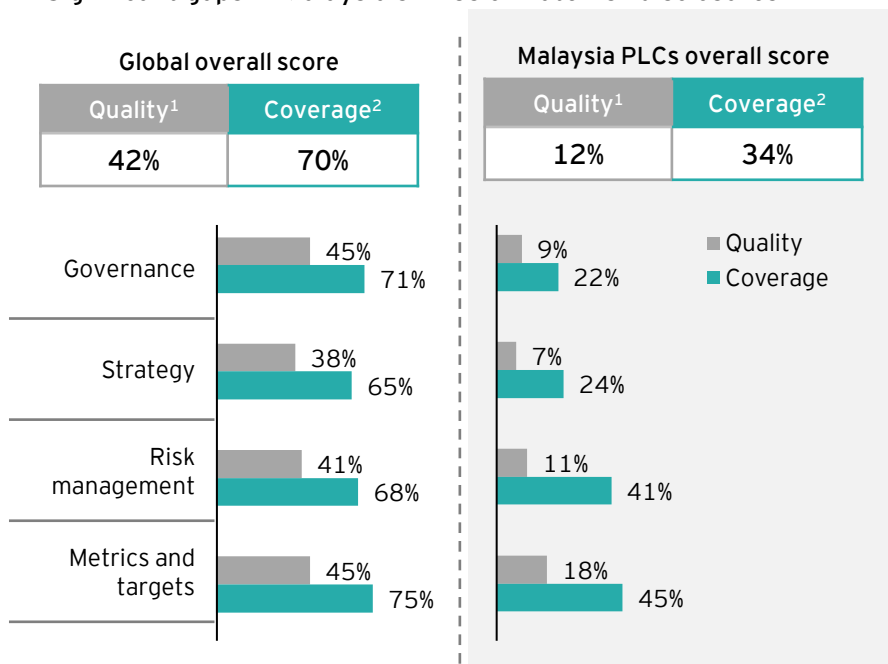 Global overall score
Quality1 Coverage2
42% 70%
Governance 45%
71%
Strategy 38%
65%
Risk
management
41%
68%
Metrics and
targets
45%
75%
Malaysia PLCs overall score
Quality1 Coverage2
12% 34%
Quality
Coverage
9%
22%
7%
24%
11%
41%
18%
45%